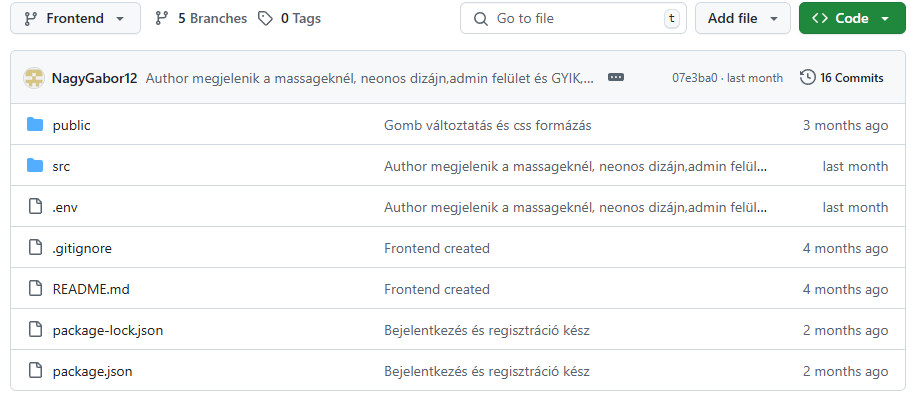 Frontend 5 Branches 0 Tags Go to file t Add file Code
NagyGabor12 Author megjelenik a massageknél, neonos dizájn,admin felület és GYIK,... 07e3ba0 · last month 16 Commits
public Gomb változtatás és css formázás 3 months ago
src Author megjelenik a massageknél, neonos dizájn,admin felül... last month
.env Author megjelenik a massageknél, neonos dizájn,admin felül... last month
.gitignore Frontend created 4 months ago
README.md Frontend created 4 months ago
package-lock.json Bejelentkezés és regisztráció kész 2 months ago
package.json Bejelentkezés és regisztráció kész 2 months ago